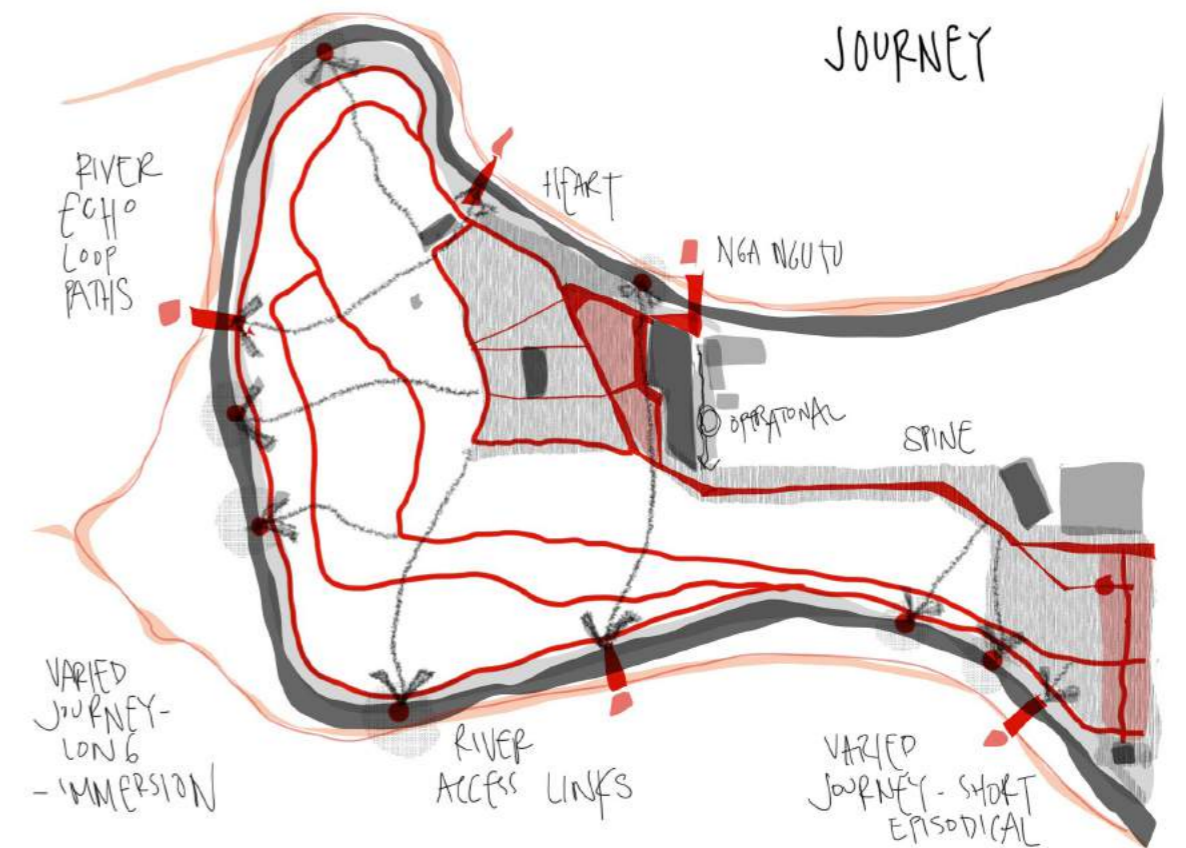 JOURNEY
RIVER
ECHO
LOOP
PATHS
HEART
NGA NGUTU
OPERATONAL
SPINE
VARIED
JOURNEY-
LONG
-IMMERSION
RIVER
ACCESS LINKS
VARIED
JOURNEY-SHORT
EPISODICAL